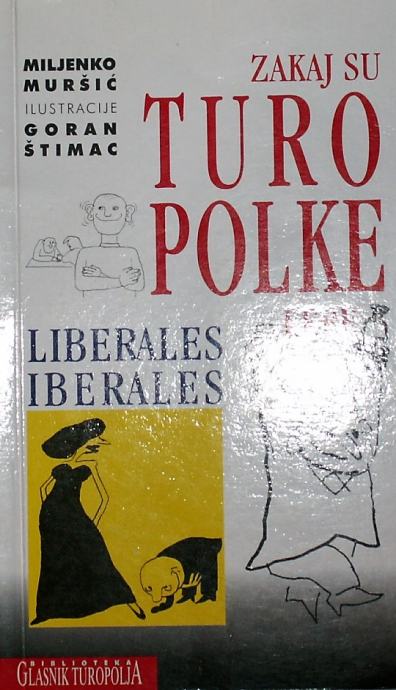 MILJENKO
MURŠIĆ
ILUSTRACIJE
GORAN
ŠTIMAC
ZAKAJ SU
TURO
POLKE
LIBERALES
IBERALES
BIBLIOTEKA
GLASNIK TUROPOLJA